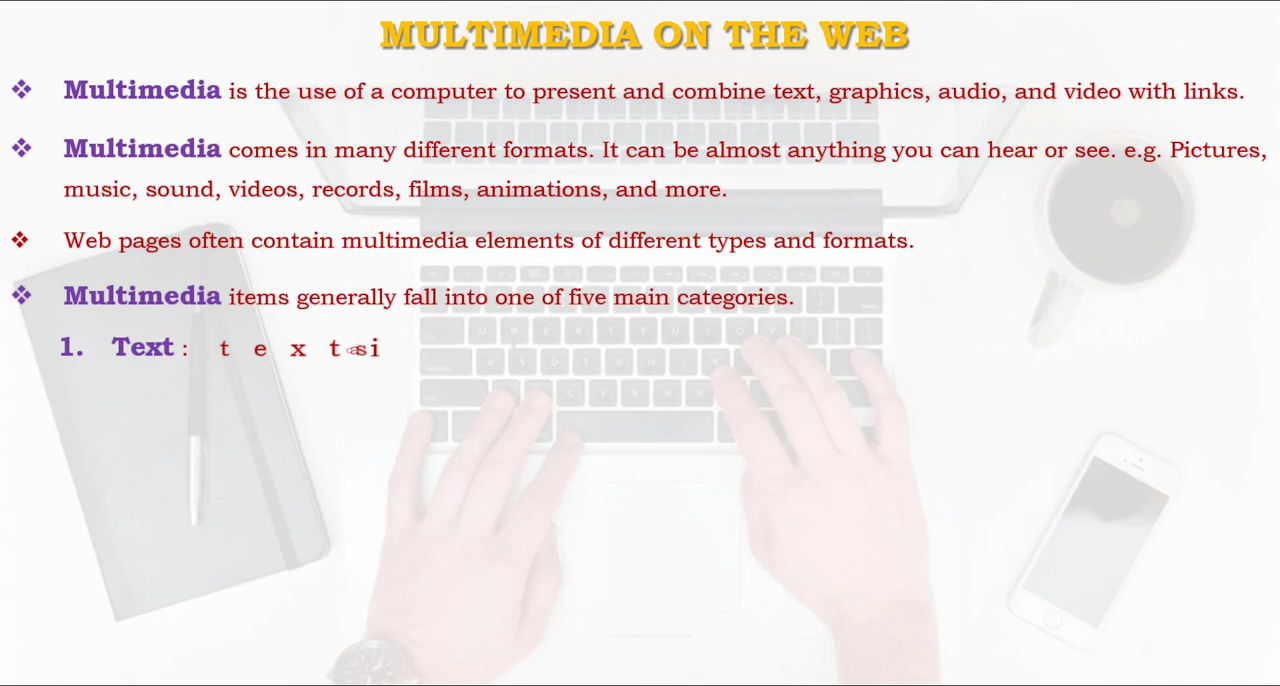 MULTIMEDIA ON THE WEB
❖ Multimedia is the use of a computer to present and combine text, graphics, audio, and video with links.
❖ Multimedia comes in many different formats. It can be almost anything you can hear or see. e.g. Pictures,
music, sound, videos, records, films, animations, and more.
❖ Web pages often contain multimedia elements of different types and formats.
❖ Multimedia items generally fall into one of five main categories.
1. Text : t e x t